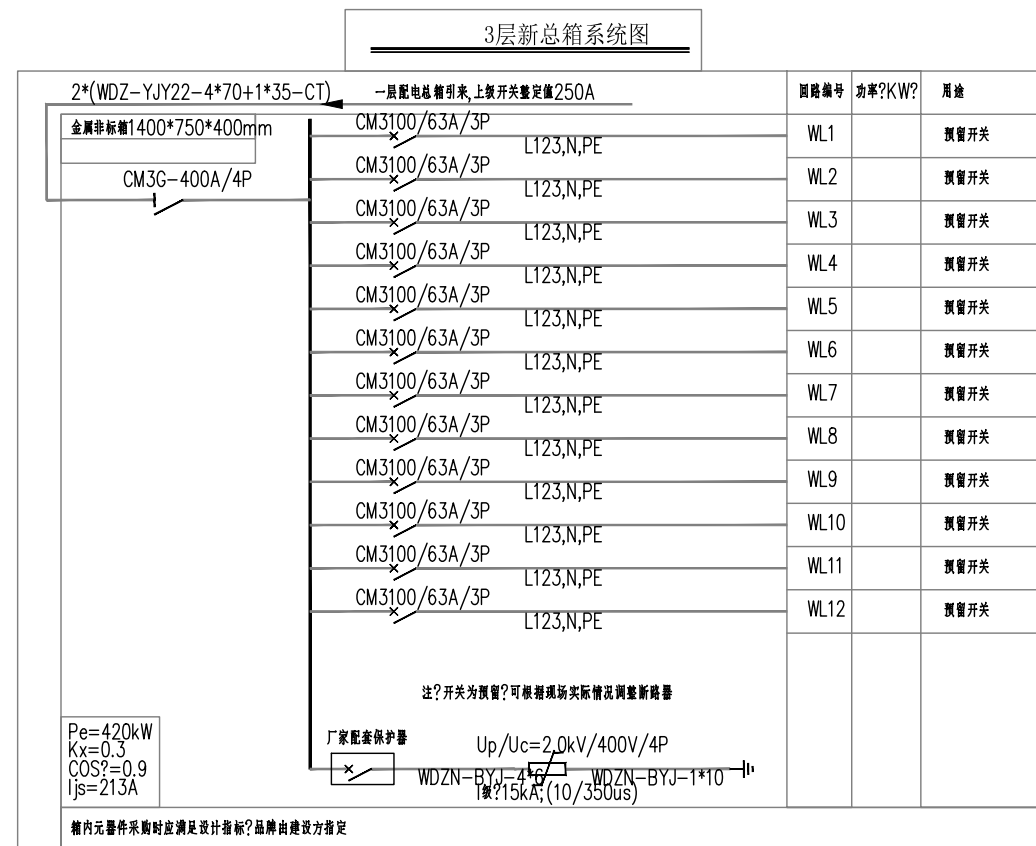 3层新总箱系统图
2*(WDZ-YJY22-4*70+1*35-CT)
一层配电总箱引来,上级开关整定值250A
回路编号 功率?KW? 用途
金属非标箱1400*750*400mm
CM3G-400A/4P
CM3100/63A/3P
L123,N,PE
WL1 预留开关
CM3100/63A/3P
L123,N,PE
WL2 预留开关
CM3100/63A/3P
L123,N,PE
WL3 预留开关
CM3100/63A/3P
L123,N,PE
WL4 预留开关
CM3100/63A/3P
L123,N,PE
WL5 预留开关
CM3100/63A/3P
L123,N,PE
WL6 预留开关
CM3100/63A/3P
L123,N,PE
WL7 预留开关
CM3100/63A/3P
L123,N,PE
WL8 预留开关
CM3100/63A/3P
L123,N,PE
WL9 预留开关
CM3100/63A/3P
L123,N,PE
WL10 预留开关
CM3100/63A/3P
L123,N,PE
WL11 预留开关
CM3100/63A/3P
L123,N,PE
WL12 预留开关
注?开关为预留?可根据现场实际情况调整断路器
Pe=420kW
Kx=0.3
COS?=0.9
Ijs=213A
厂家配套保护器
Up/Uc=2.0kV/400V/4P
WDZN-BYJ-4*6 WDZN-BYJ-1*10
I级?15kA,(10/350us)
箱内元器件采购时应满足设计指标?品牌由建设方指定